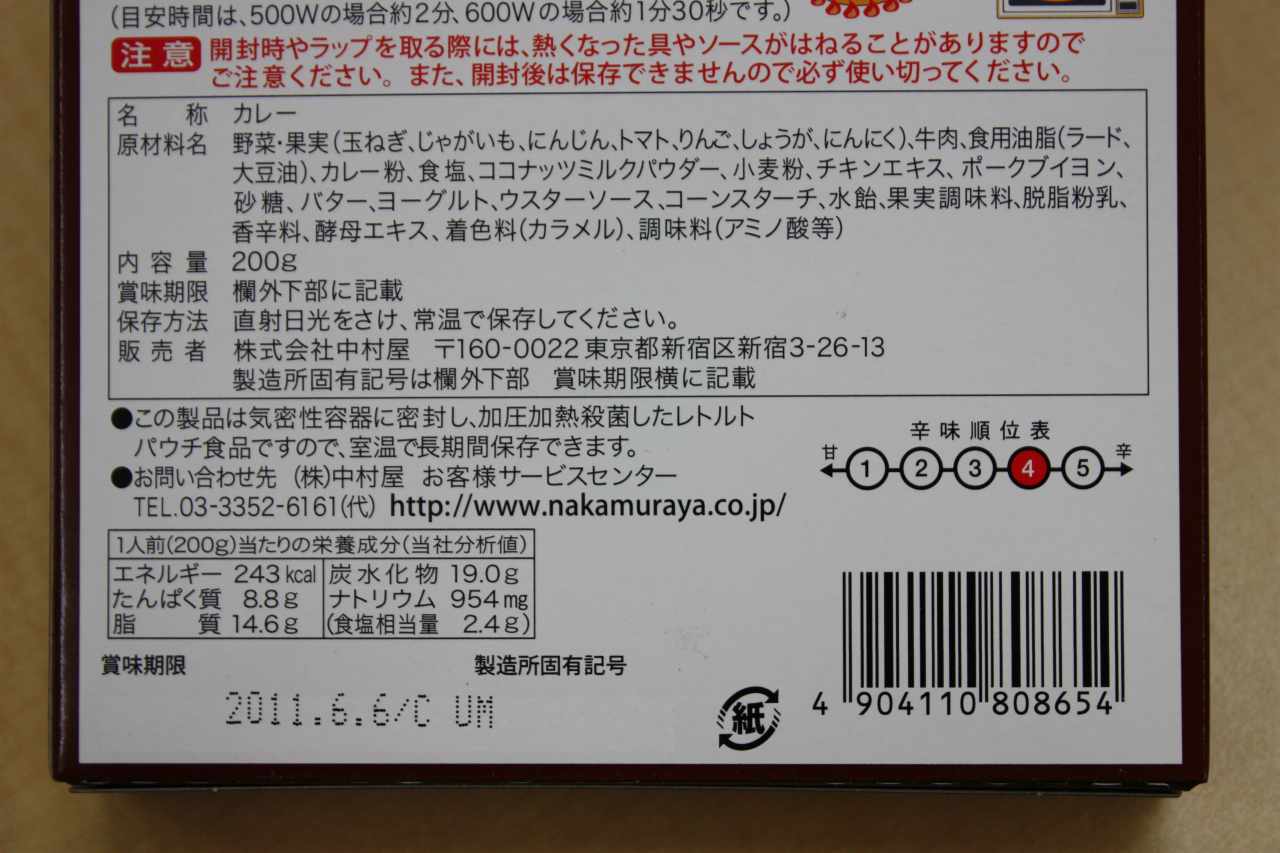 (目安時間は、500Wの場合約2分、600Wの場合約1分30秒です。)
注意 開封時やラップを取る際には、熱くなった具やソースがはねることがありますので
ご注意ください。また、開封後は保存できませんので必ず使い切ってください。
名称 カレー
原材料名 野菜・果実(玉ねぎ、じゃがいも、にんじん、トマト、りんご、しょうが、にんにく)、牛肉、食用油脂(ラード、
大豆油)、カレー粉、食塩、ココナッツミルクパウダー、小麦粉、チキンエキス、ポークブイヨン、
砂糖、バター、ヨーグルト、ウスターソース、コーンスターチ、水飴、果実調味料、脱脂粉乳、
香辛料、酵母エキス、着色料(カラメル)、調味料(アミノ酸等)
内容量 200g
賞味期限 欄外下部に記載
保存方法 直射日光をさけ、常温で保存してください。
販売者 株式会社中村屋 〒160-0022 東京都新宿区新宿3-26-13
製造所固有記号は欄外下部 賞味期限横に記載
●この製品は気密性容器に密封し、加圧加熱殺菌したレトルト
パウチ食品ですので、室温で長期間保存できます。
●お問い合わせ先 (株)中村屋 お客様サービスセンター
TEL.03-3352-6161(代) http://www.nakamuraya.co.jp/
辛味順位表
甘 1 2 3 4 5 辛
1人前(200g)当たりの栄養成分(当社分析値)
エネルギー 243kcal 炭水化物 19.0g
たんぱく質 8.8g ナトリウム 954mg
脂質 14.6g (食塩相当量 2.4g)
賞味期限 製造所固有記号
2011.6.6/C UM
紙
4 904110 808654